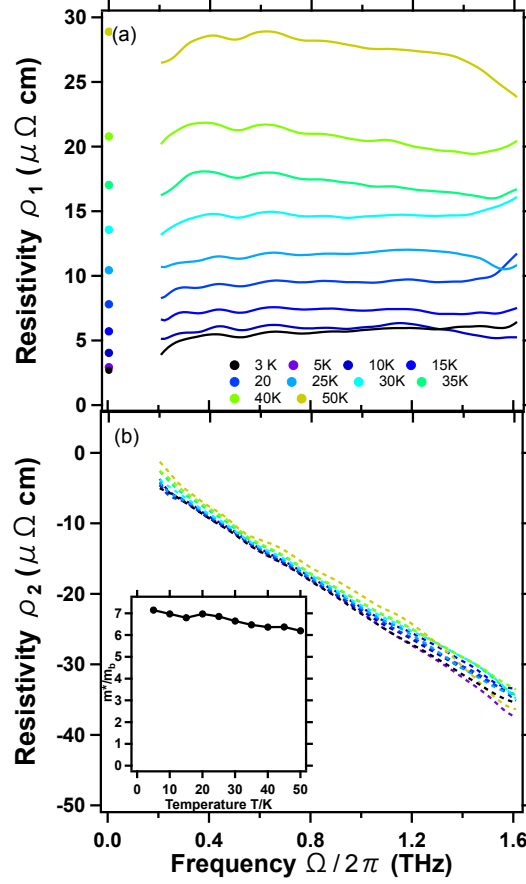 30
25
20
15
10
5
0
Resistivity ρ1 (μ Ω cm)
(a)
3 K 5K 10K 15K
20 25K 30K 35K
40K 50K
0
-10
-20
-30
-40
-50
Resistivity ρ2 (μ Ω cm)
(b)
7
6
5
4
3
2
1
0
m*/mb
0 10 20 30 40 50
Temperature T/K
0.0 0.4 0.8 1.2 1.6
Frequency Ω / 2π (THz)